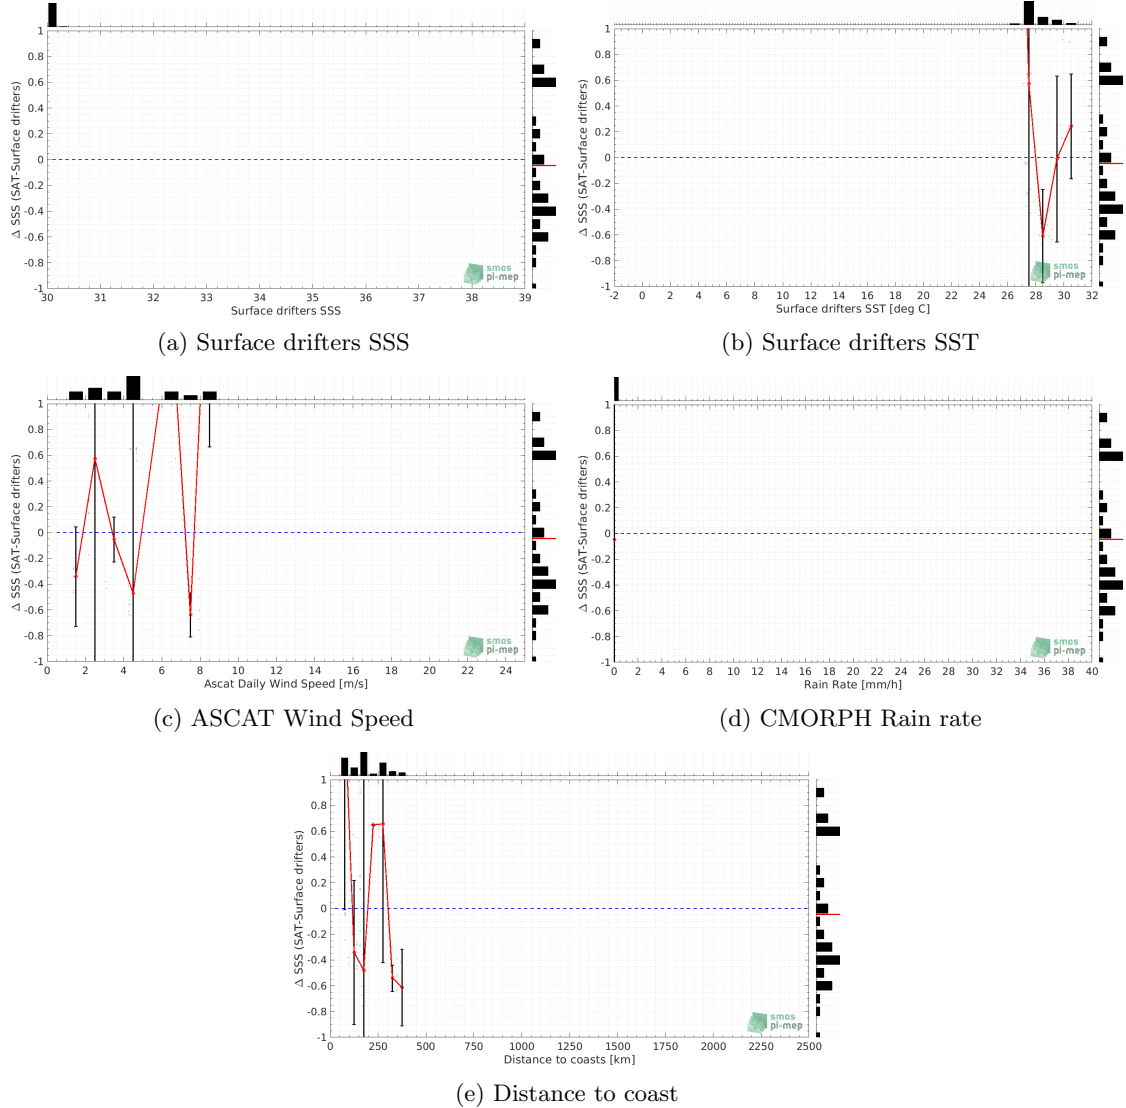 1
0.8
0.6
0.4
0.2
0
-0.2
-0.4
-0.6
-0.8
-1
Δ SSS (SAT-Surface drifters)
smos
pi-mep
30 31 32 33 34 35 36 37 38 39
Surface drifters SSS
(a) Surface drifters SSS
1
0.8
0.6
0.4
0.2
0
-0.2
-0.4
-0.6
-0.8
-1
Δ SSS (SAT-Surface drifters)
smos
pi-mep
-2 0 2 4 6 8 10 12 14 16 18 20 22 24 26 28 30 32
Surface drifters SST [deg C]
(b) Surface drifters SST
1
0.8
0.6
0.4
0.2
0
-0.2
-0.4
-0.6
-0.8
-1
Δ SSS (SAT-Surface drifters)
smos
pi-mep
0 2 4 6 8 10 12 14 16 18 20 22 24
Ascat Daily Wind Speed [m/s]
(c) ASCAT Wind Speed
1
0.8
0.6
0.4
0.2
0
-0.2
-0.4
-0.6
-0.8
-1
Δ SSS (SAT-Surface drifters)
smos
pi-mep
0 2 4 6 8 10 12 14 16 18 20 22 24 26 28 30 32 34 36 38 40
Rain Rate [mm/h]
(d) CMORPH Rain rate
1
0.8
0.6
0.4
0.2
0
-0.2
-0.4
-0.6
-0.8
-1
Δ SSS (SAT-Surface drifters)
smos
pi-mep
0 250 500 750 1000 1250 1500 1750 2000 2250 2500
Distance to coasts [km]
(e) Distance to coast